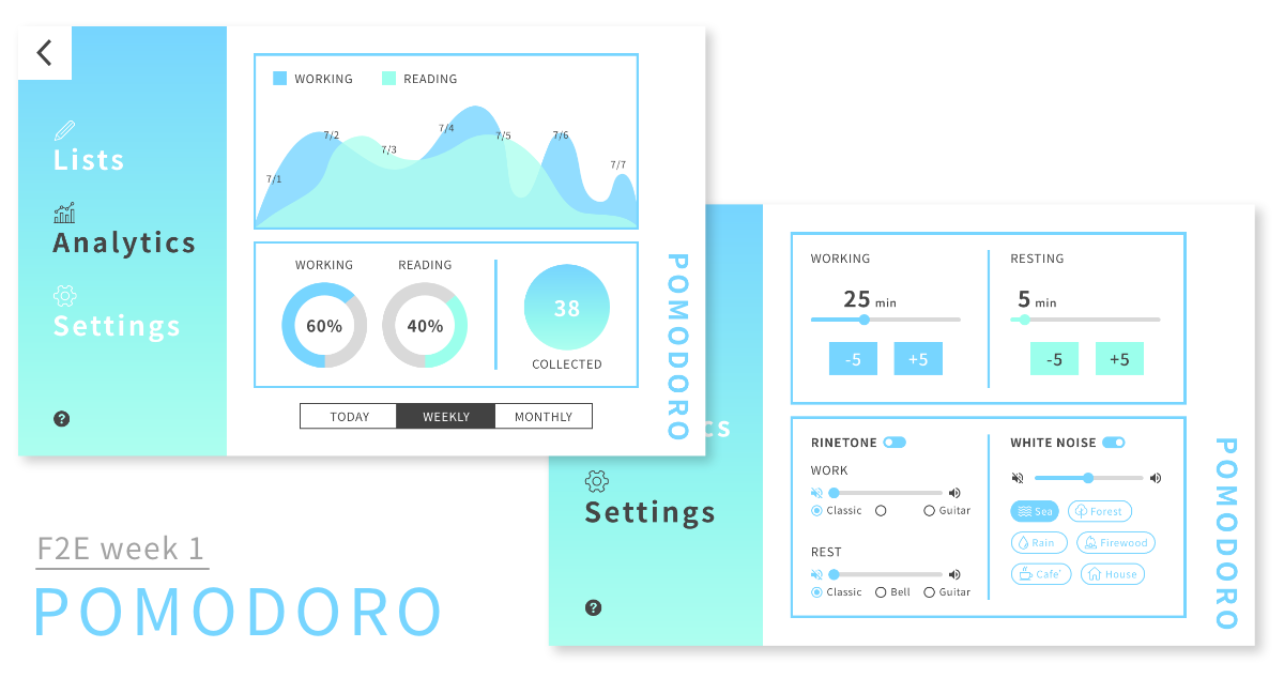 Lists
Analytics
Settings
?
WORKING READING
7/1
7/2
7/3
7/4
7/5
7/6
7/7
WORKING READING
60% 40%
38
COLLECTED
TODAY WEEKLY MONTHLY
POMODORO
F2E week 1
POMODORO
CS
Settings
?
WORKING
25 min
-5 +5
RESTING
5 min
-5 +5
RINETONE
WORK
Classic Guitar
REST
Classic Bell Guitar
WHITE NOISE
Sea Forest
Rain Firewood
Cafe' House
POMODORO